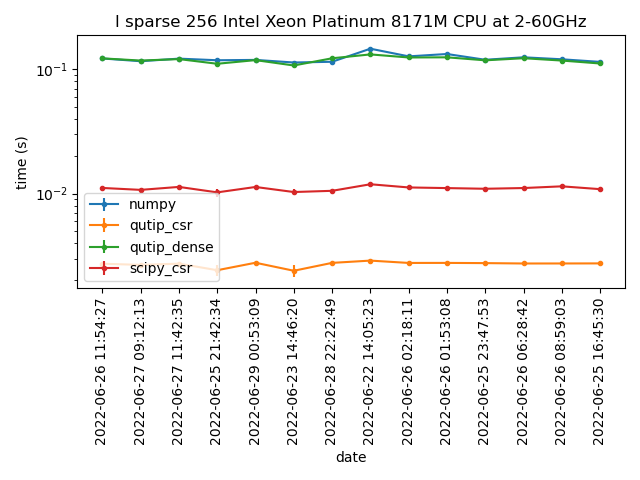 l sparse 256 Intel Xeon Platinum 8171M CPU at 2-60GHz
time (s)
10⁻¹
10⁻²
numpy
qutip_csr
qutip_dense
scipy_csr
2022-06-26 11:54:27
2022-06-27 09:12:13
2022-06-27 11:42:35
2022-06-25 21:42:34
2022-06-29 00:53:09
2022-06-23 14:46:20
2022-06-28 22:22:49
2022-06-22 14:05:23
2022-06-26 02:18:11
2022-06-26 01:53:08
2022-06-25 23:47:53
2022-06-26 06:28:42
2022-06-26 08:59:03
2022-06-25 16:45:30
date